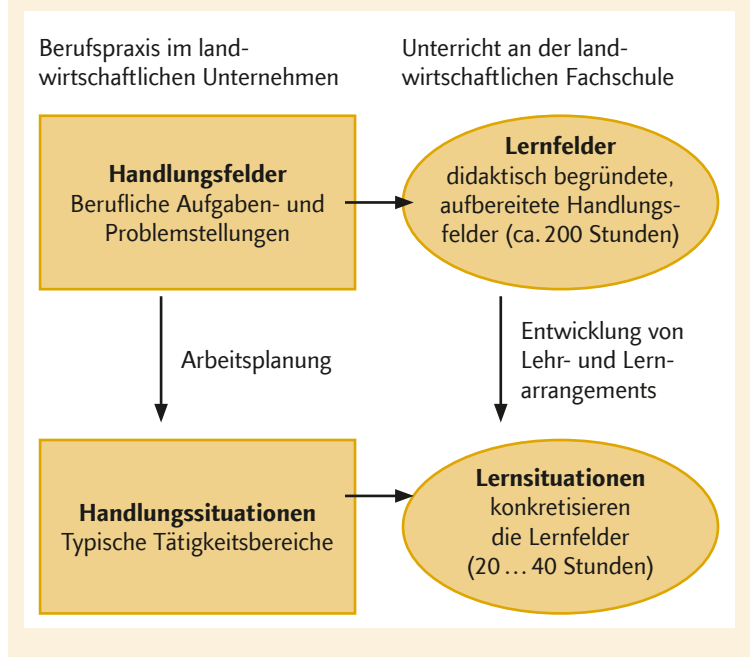 Berufspraxis im land-
wirtschaftlichen Unternehmen
Unterricht an der land-
wirtschaftlichen Fachschule
Handlungsfelder
Berufliche Aufgaben- und
Problemstellungen
Lernfelder
didaktisch begründete,
aufbereitete Handlungs-
felder (ca. 200 Stunden)
Arbeitsplanung
Entwicklung von
Lehr- und Lern-
arrangements
Handlungssituationen
Typische Tätigkeitsbereiche
Lernsituationen
konkretisieren
die Lernfelder
(20 … 40 Stunden)